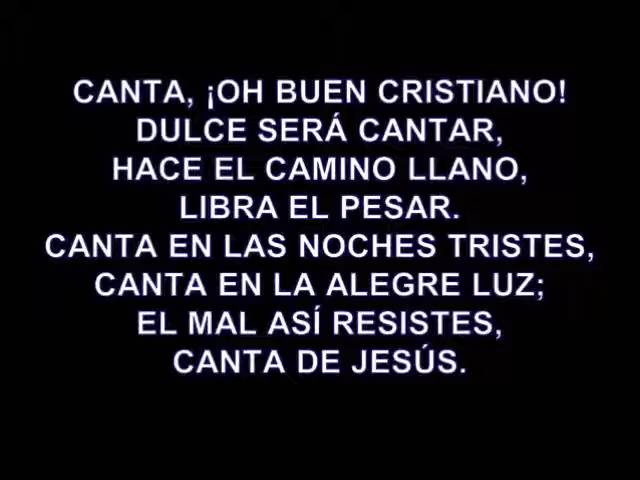 CANTA, ¡OH BUEN CRISTIANO!
DULCE SERÁ CANTAR,
HACE EL CAMINO LLANO,
LIBRA EL PESAR.
CANTA EN LAS NOCHES TRISTES,
CANTA EN LA ALEGRE LUZ;
EL MAL ASÍ RESISTES,
CANTA DE JESÚS.